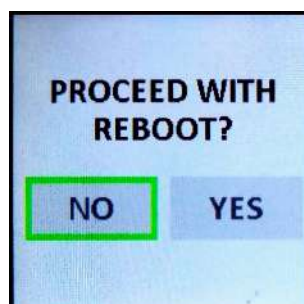 PROCEED WITH
REBOOT?
NO YES